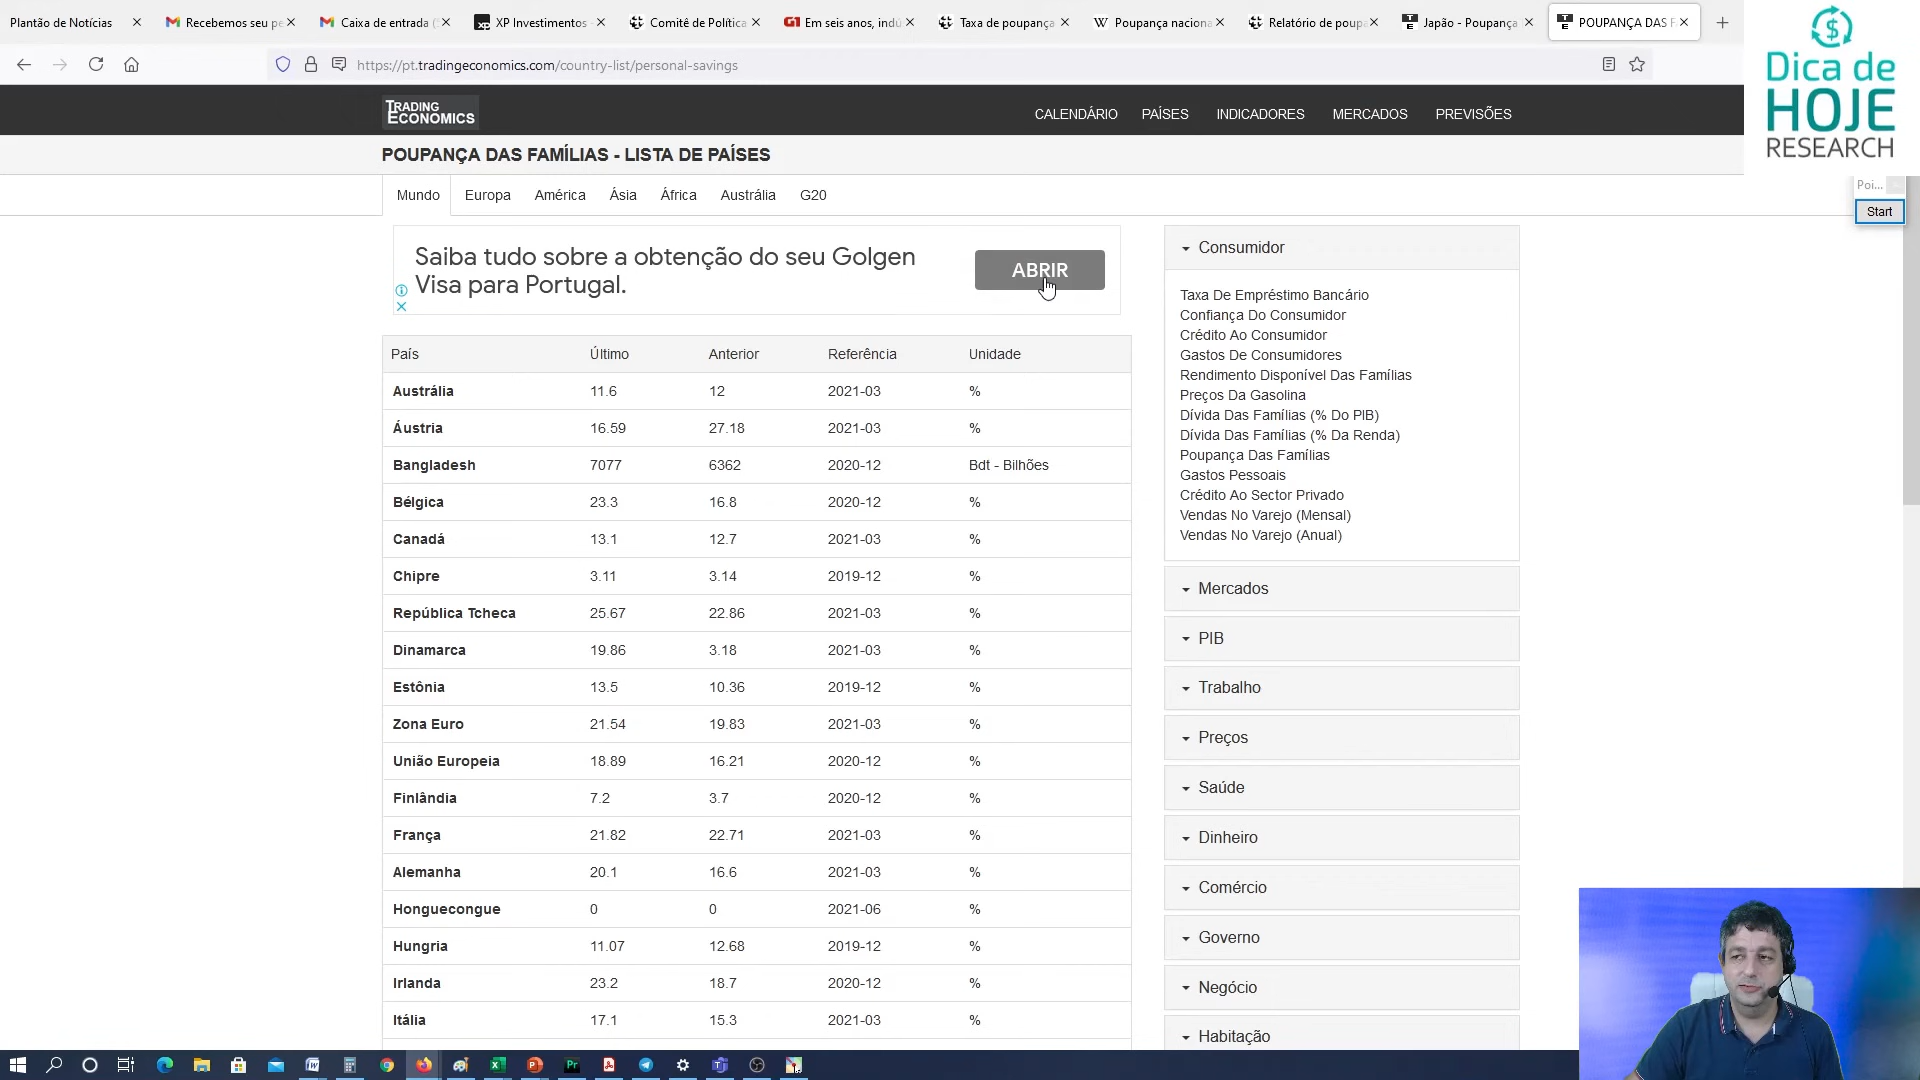 Plantão de Notícias
Recebemos seu pe
Caixa de entrada (
XP Investimentos
Comitê de Política
Em seis anos, indú
Taxa de poupança
Poupança naciona
Relatório de poup
Japão - Poupança
POUPANÇA DAS F
https://pt.tradingeconomics.com/country-list/personal-savings
Dica de
HOJE
RESEARCH
TRADING
ECONOMICS
CALENDÁRIO PAÍSES INDICADORES MERCADOS PREVISÕES
POUPANÇA DAS FAMÍLIAS - LISTA DE PAÍSES
Poi...
Start
Mundo Europa América Ásia África Austrália G20
Saiba tudo sobre a obtenção do seu Golgen
Visa para Portugal.
ABRIR
País Último Anterior Referência Unidade
Austrália 11.6 12 2021-03 %
Áustria 16.59 27.18 2021-03 %
Bangladesh 7077 6362 2020-12 Bdt - Bilhões
Bélgica 23.3 16.8 2020-12 %
Canadá 13.1 12.7 2021-03 %
Chipre 3.11 3.14 2019-12 %
República Tcheca 25.67 22.86 2021-03 %
Dinamarca 19.86 3.18 2021-03 %
Estônia 13.5 10.36 2019-12 %
Zona Euro 21.54 19.83 2021-03 %
União Europeia 18.89 16.21 2020-12 %
Finlândia 7.2 3.7 2020-12 %
França 21.82 22.71 2021-03 %
Alemanha 20.1 16.6 2021-03 %
Honguecongue 0 0 2021-06 %
Hungria 11.07 12.68 2019-12 %
Irlanda 23.2 18.7 2020-12 %
Itália 17.1 15.3 2021-03 %
Consumidor
Taxa De Empréstimo Bancário
Confiança Do Consumidor
Crédito Ao Consumidor
Gastos De Consumidores
Rendimento Disponível Das Famílias
Preços Da Gasolina
Dívida Das Famílias (% Do PIB)
Dívida Das Famílias (% Da Renda)
Poupança Das Famílias
Gastos Pessoais
Crédito Ao Sector Privado
Vendas No Varejo (Mensal)
Vendas No Varejo (Anual)
Mercados
PIB
Trabalho
Preços
Saúde
Dinheiro
Comércio
Governo
Negócio
Habitação